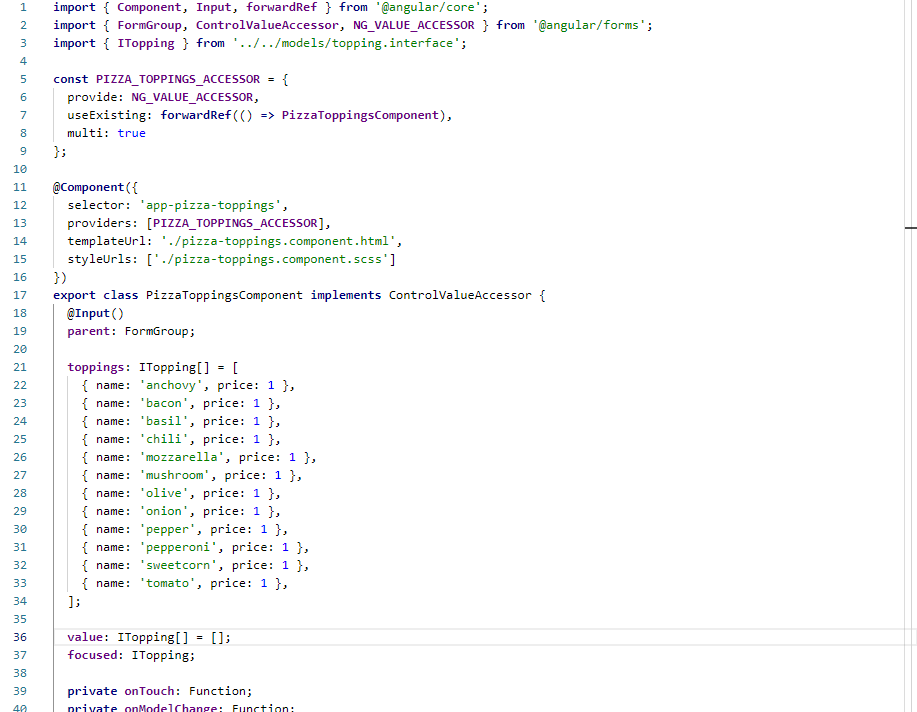 1 import { Component, Input, forwardRef } from '@angular/core';
2 import { FormGroup, ControlValueAccessor, NG_VALUE_ACCESSOR } from '@angular/forms';
3 import { ITopping } from '../../models/topping.interface';
4
5 const PIZZA_TOPPINGS_ACCESSOR = {
6   provide: NG_VALUE_ACCESSOR,
7   useExisting: forwardRef(() => PizzaToppingsComponent),
8   multi: true
9 };
10
11 @Component({
12   selector: 'app-pizza-toppings',
13   providers: [PIZZA_TOPPINGS_ACCESSOR],
14   templateUrl: './pizza-toppings.component.html',
15   styleUrls: ['./pizza-toppings.component.scss']
16 })
17 export class PizzaToppingsComponent implements ControlValueAccessor {
18   @Input()
19   parent: FormGroup;
20
21   toppings: ITopping[] = [
22     { name: 'anchovy', price: 1 },
23     { name: 'bacon', price: 1 },
24     { name: 'basil', price: 1 },
25     { name: 'chili', price: 1 },
26     { name: 'mozzarella', price: 1 },
27     { name: 'mushroom', price: 1 },
28     { name: 'olive', price: 1 },
29     { name: 'onion', price: 1 },
30     { name: 'pepper', price: 1 },
31     { name: 'pepperoni', price: 1 },
32     { name: 'sweetcorn', price: 1 },
33     { name: 'tomato', price: 1 },
34   ];
35
36   value: ITopping[] = [];
37   focused: ITopping;
38
39   private onTouch: Function;
40   private onModelChange: Function;